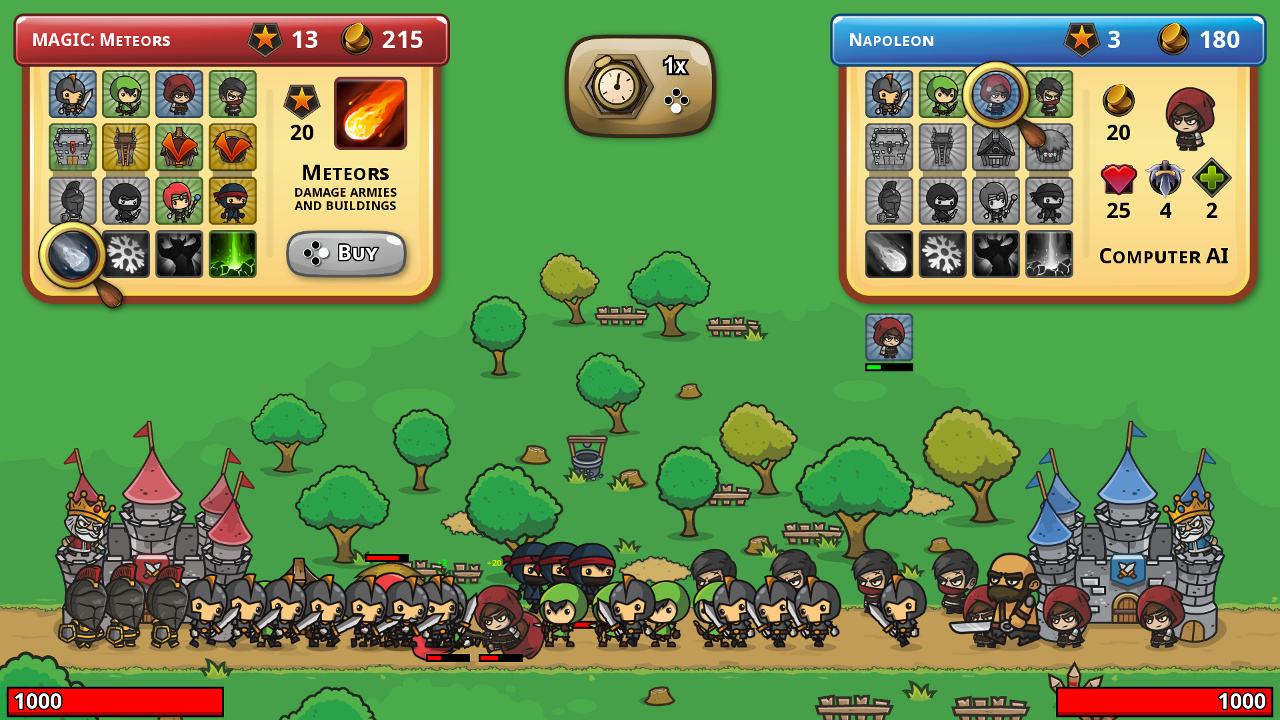 MAGIC: METEORS 13 215
20
METEORS
DAMAGE ARMIES
AND BUILDINGS
BUY
1x
NAPOLEON 3 180
20
25 4 2
COMPUTER AI
+20
1000
1000